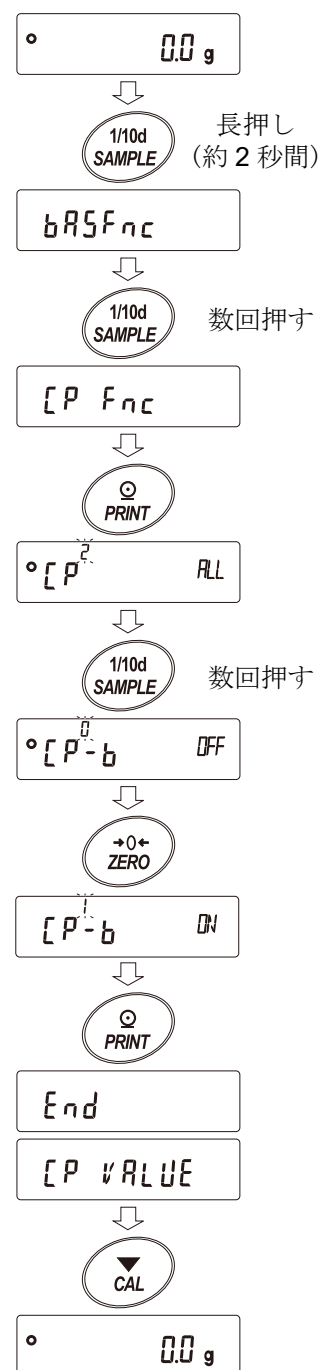 0.0 g
1/10d
SAMPLE
長押し
(約 2 秒間)
bASFnc
1/10d
SAMPLE
数回押す
CP Fnc
PRINT
2
CP ALL
1/10d
SAMPLE
数回押す
0
CP-b OFF
→0←
ZERO
1
CP-b ON
PRINT
End
CP VALUE
CAL
0.0 g